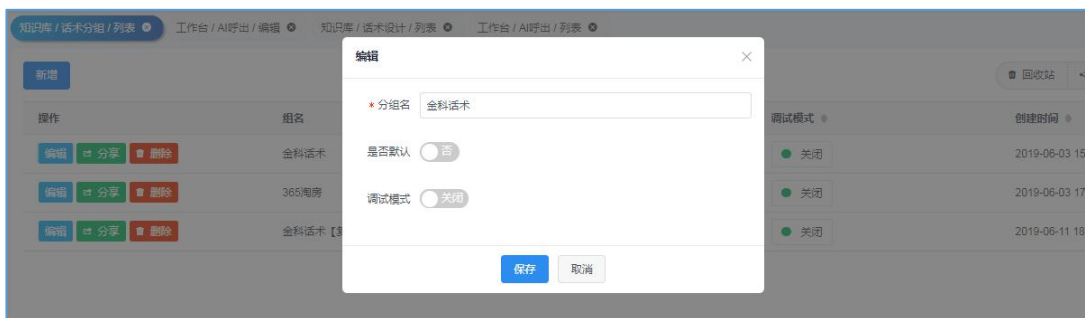 知识库 / 话术分组 / 列表 工作台 / AI呼出 / 编辑 知识库 / 话术设计 / 列表 工作台 / AI呼出 / 列表
编辑
新增
回收站
* 分组名 金科话术
操作 组名 调试模式 创建时间
编辑 分享 删除 金科话术 关闭 2019-06-03 15
是否默认 否
编辑 分享 删除 365淘房 关闭 2019-06-03 17
调试模式 关闭
编辑 分享 删除 金科话术【 关闭 2019-06-11 18
保存 取消